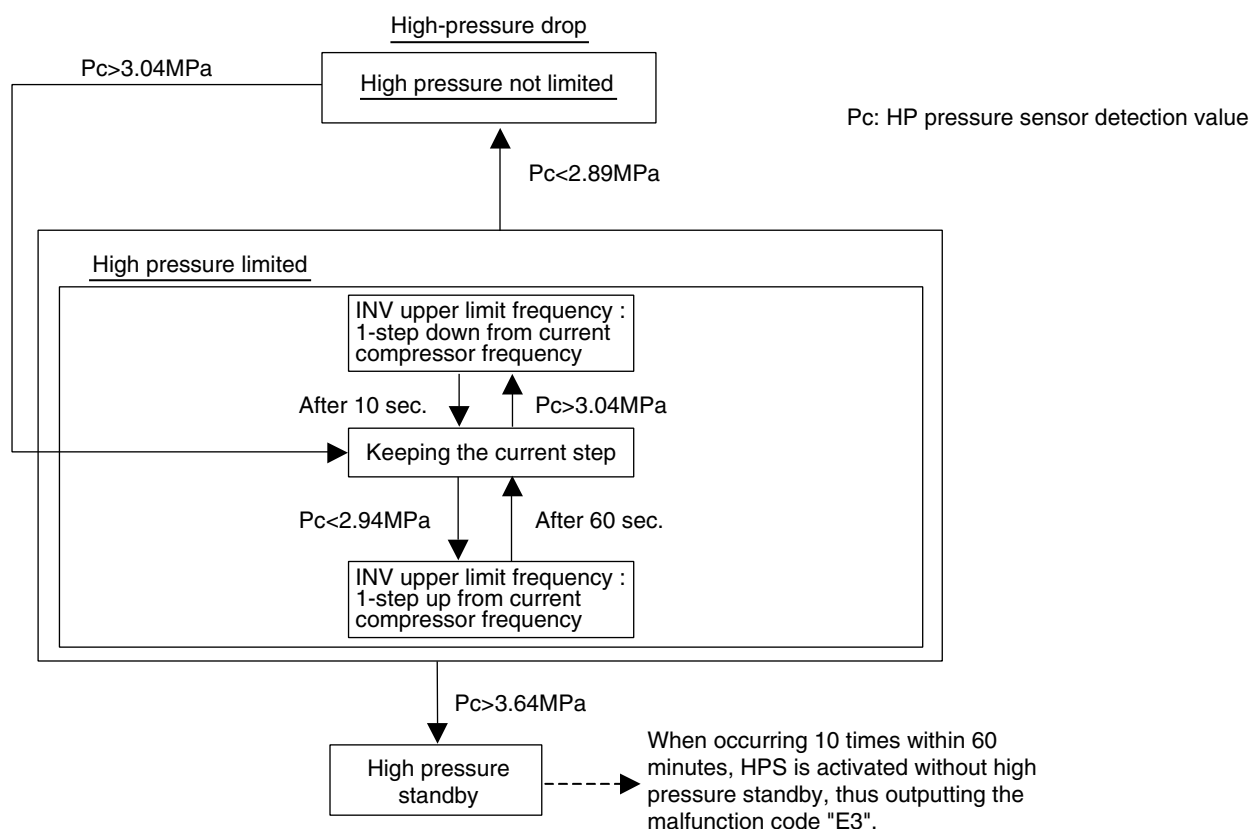 High-pressure drop
Pc>3.04MPa
High pressure not limited
Pc: HP pressure sensor detection value
Pc<2.89MPa
High pressure limited
INV upper limit frequency :
1-step down from current
compressor frequency
After 10 sec.
Pc>3.04MPa
Keeping the current step
Pc<2.94MPa
After 60 sec.
INV upper limit frequency :
1-step up from current
compressor frequency
Pc>3.64MPa
High pressure
standby
When occurring 10 times within 60
minutes, HPS is activated without high
pressure standby, thus outputting the
malfunction code "E3".